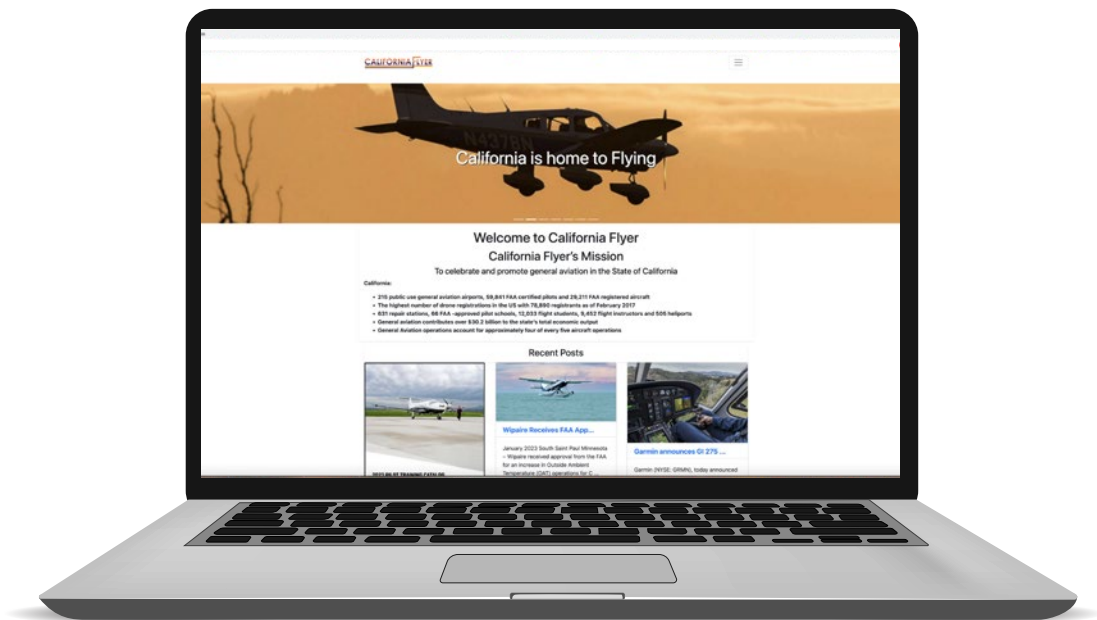 CALIFORNIA FLYER
N4378N
California is home to Flying
Welcome to California Flyer
California Flyer's Mission
To celebrate and promote general aviation in the State of California
California:
215 public use general aviation airports, 58,841 FAA certified pilots and 29,211 FAA registered aircraft
The highest number of drone registrations in the US with 78,890 registrants as of February 2017
631 repair stations, 66 FAA -approved pilot schools, 12,033 flight students, 9,453 flight instructors and 505 heliports
General aviation contributes over $30.2 billion to the state's total economic output
General Aviation operations account for approximately four of every five aircraft operations
Recent Posts
Wipaire Receives FAA App...
January 2023 South Saint Paul Minnesota
– Wipaire received approval from the FAA
for an increase in Outside Ambient
Temperature (OAT) operations for C ...
Garmin announces GI 275 ...
Garmin (NYSE: GRMN), today announced
TRAINING CATALOG